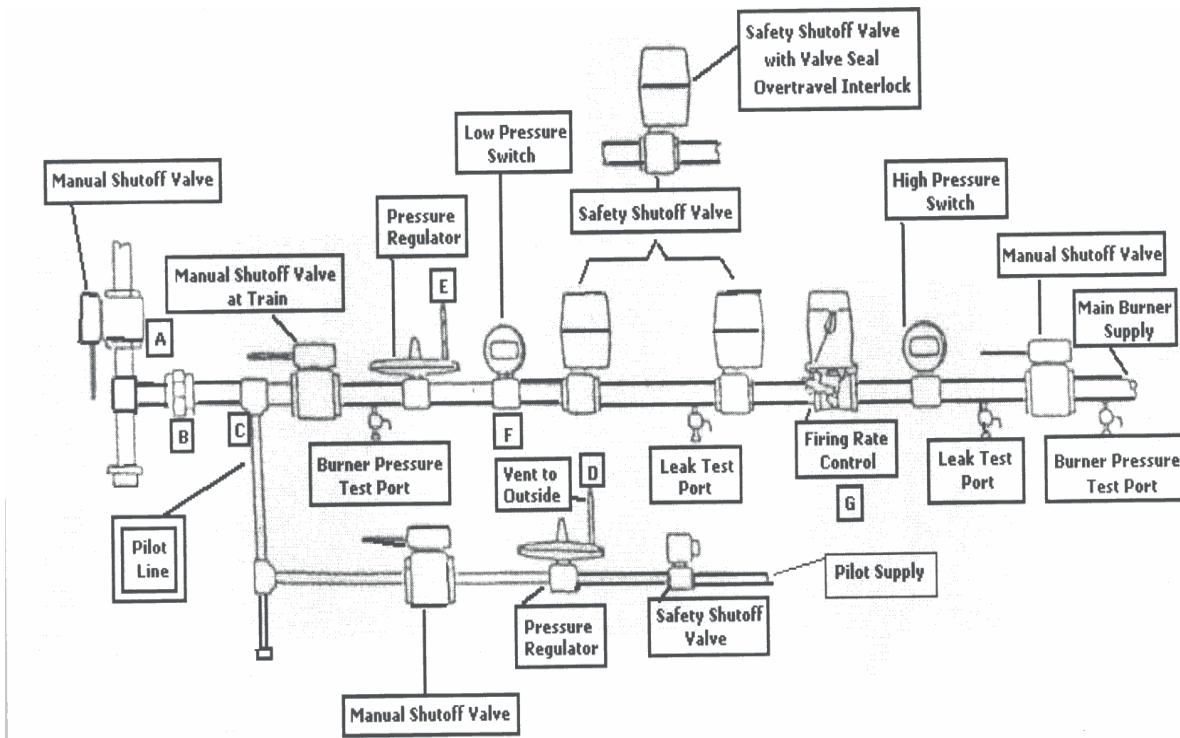 Safety Shutoff Valve
with Valve Seal
Overtravel Interlock
Low Pressure
Switch
Manual Shutoff Valve
Safety Shutoff Valve
High Pressure
Switch
Pressure
Regulator
Manual Shutoff Valve
Manual Shutoff Valve
at Train
E
Main Burner
Supply
A
B
C
F
Burner Pressure
Test Port
Vent to
Outside
D
Leak Test
Port
Firing Rate
Control
Leak Test
Port
Burner Pressure
Test Port
G
Pilot
Line
Pilot Supply
Pressure
Regulator
Safety Shutoff
Valve
Manual Shutoff Valve